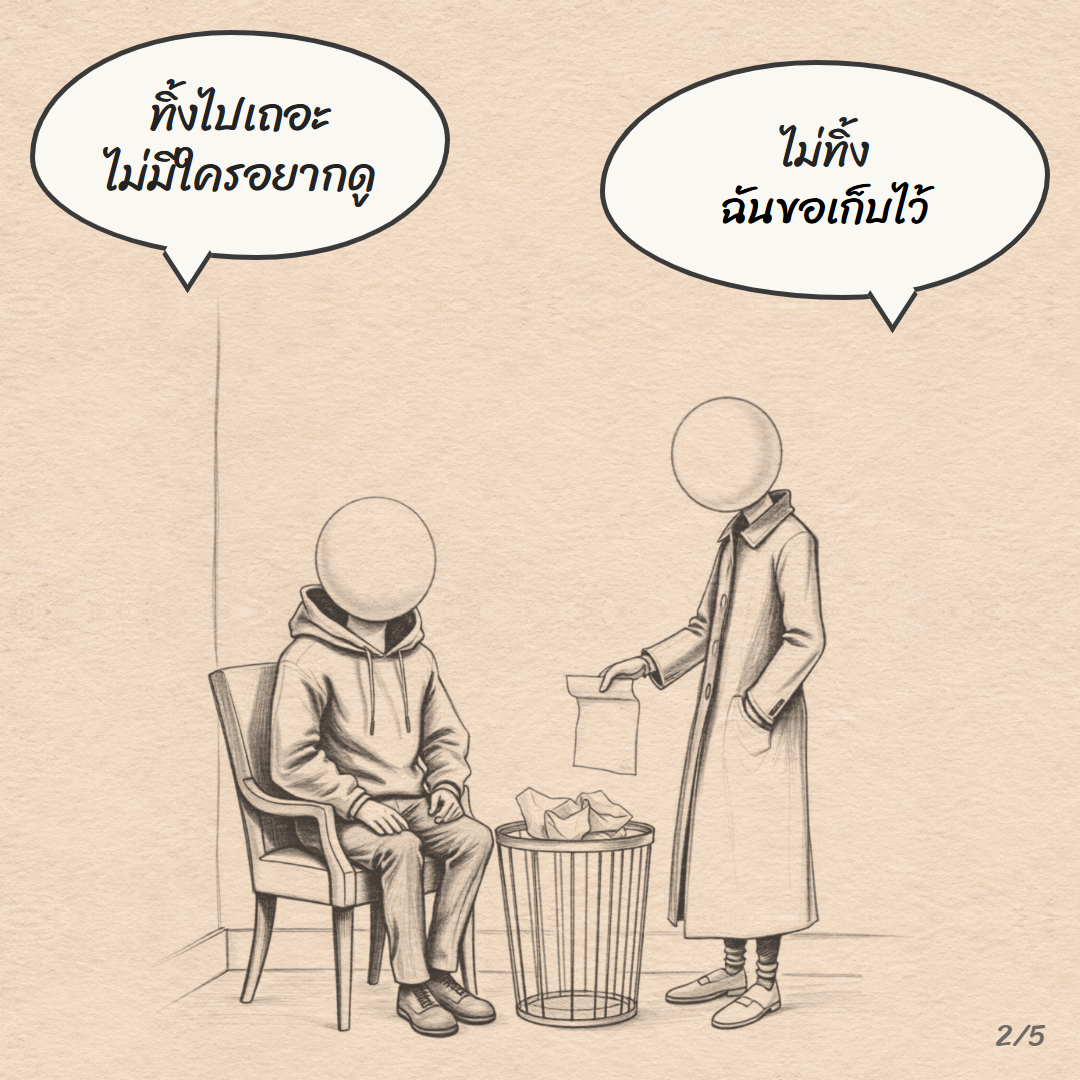 ทิ้งไปเถอะ
ไม่มีใครอยากดู
ไม่ทิ้ง
ฉันขอเก็บไว้
2/5